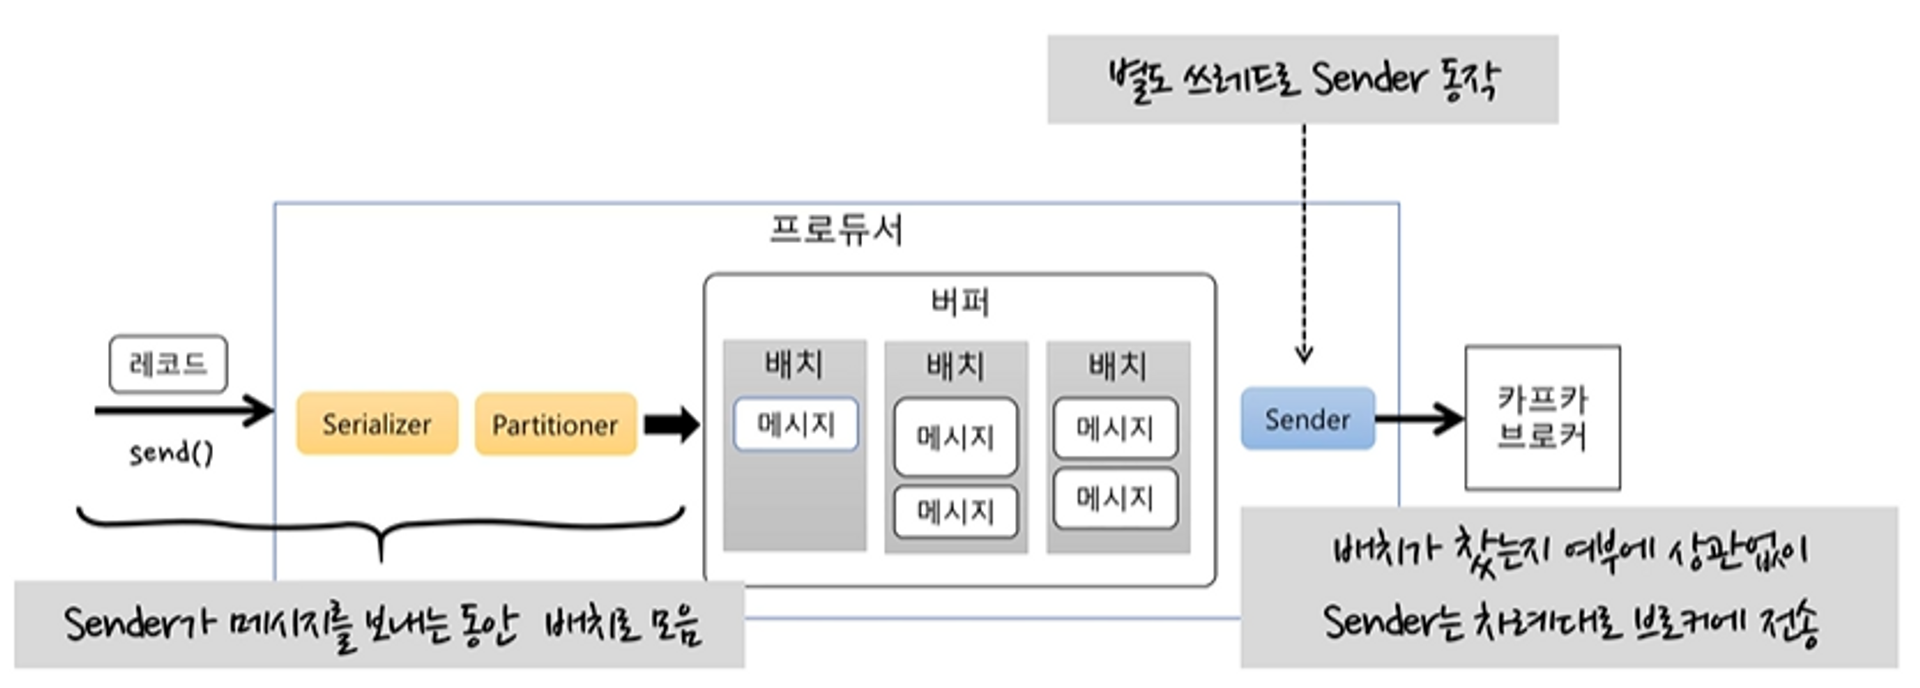 별도 쓰레드로 Sender 동작
프로듀서
버퍼
레코드
send()
Serializer
Partitioner
배치
메시지
배치
메시지
메시지
배치
메시지
메시지
Sender
카프카
브로커
Sender가 메시지를 보내는 동안 배치로 모음
배치가 찼는지 여부에 상관없이
Sender는 차례대로 브로커에 전송